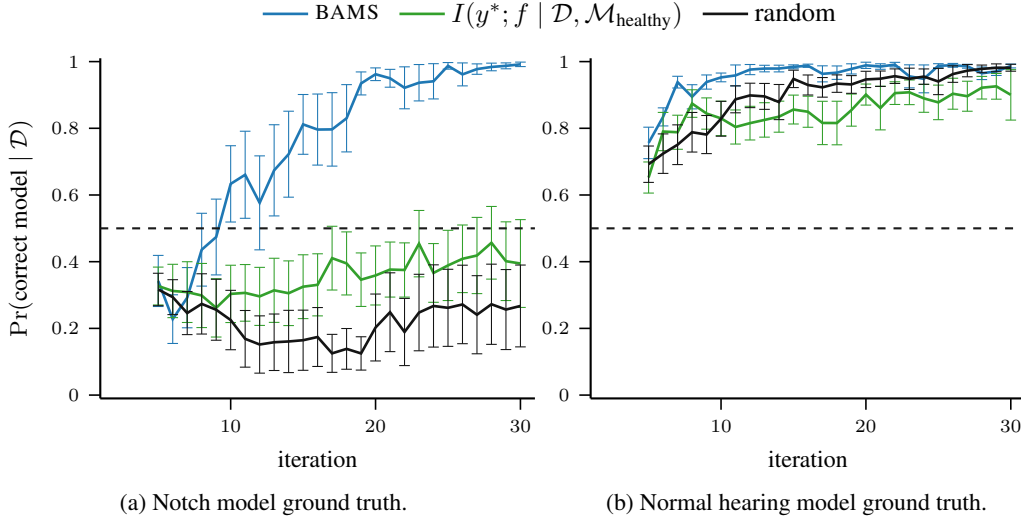 BAMS I(y*; f | 𝒟, ℳ_healthy) random
Pr(correct model | 𝒟)
1
0.8
0.6
0.4
0.2
0
10 20 30
iteration
(a) Notch model ground truth.
1
0.8
0.6
0.4
0.2
0
10 20 30
iteration
(b) Normal hearing model ground truth.